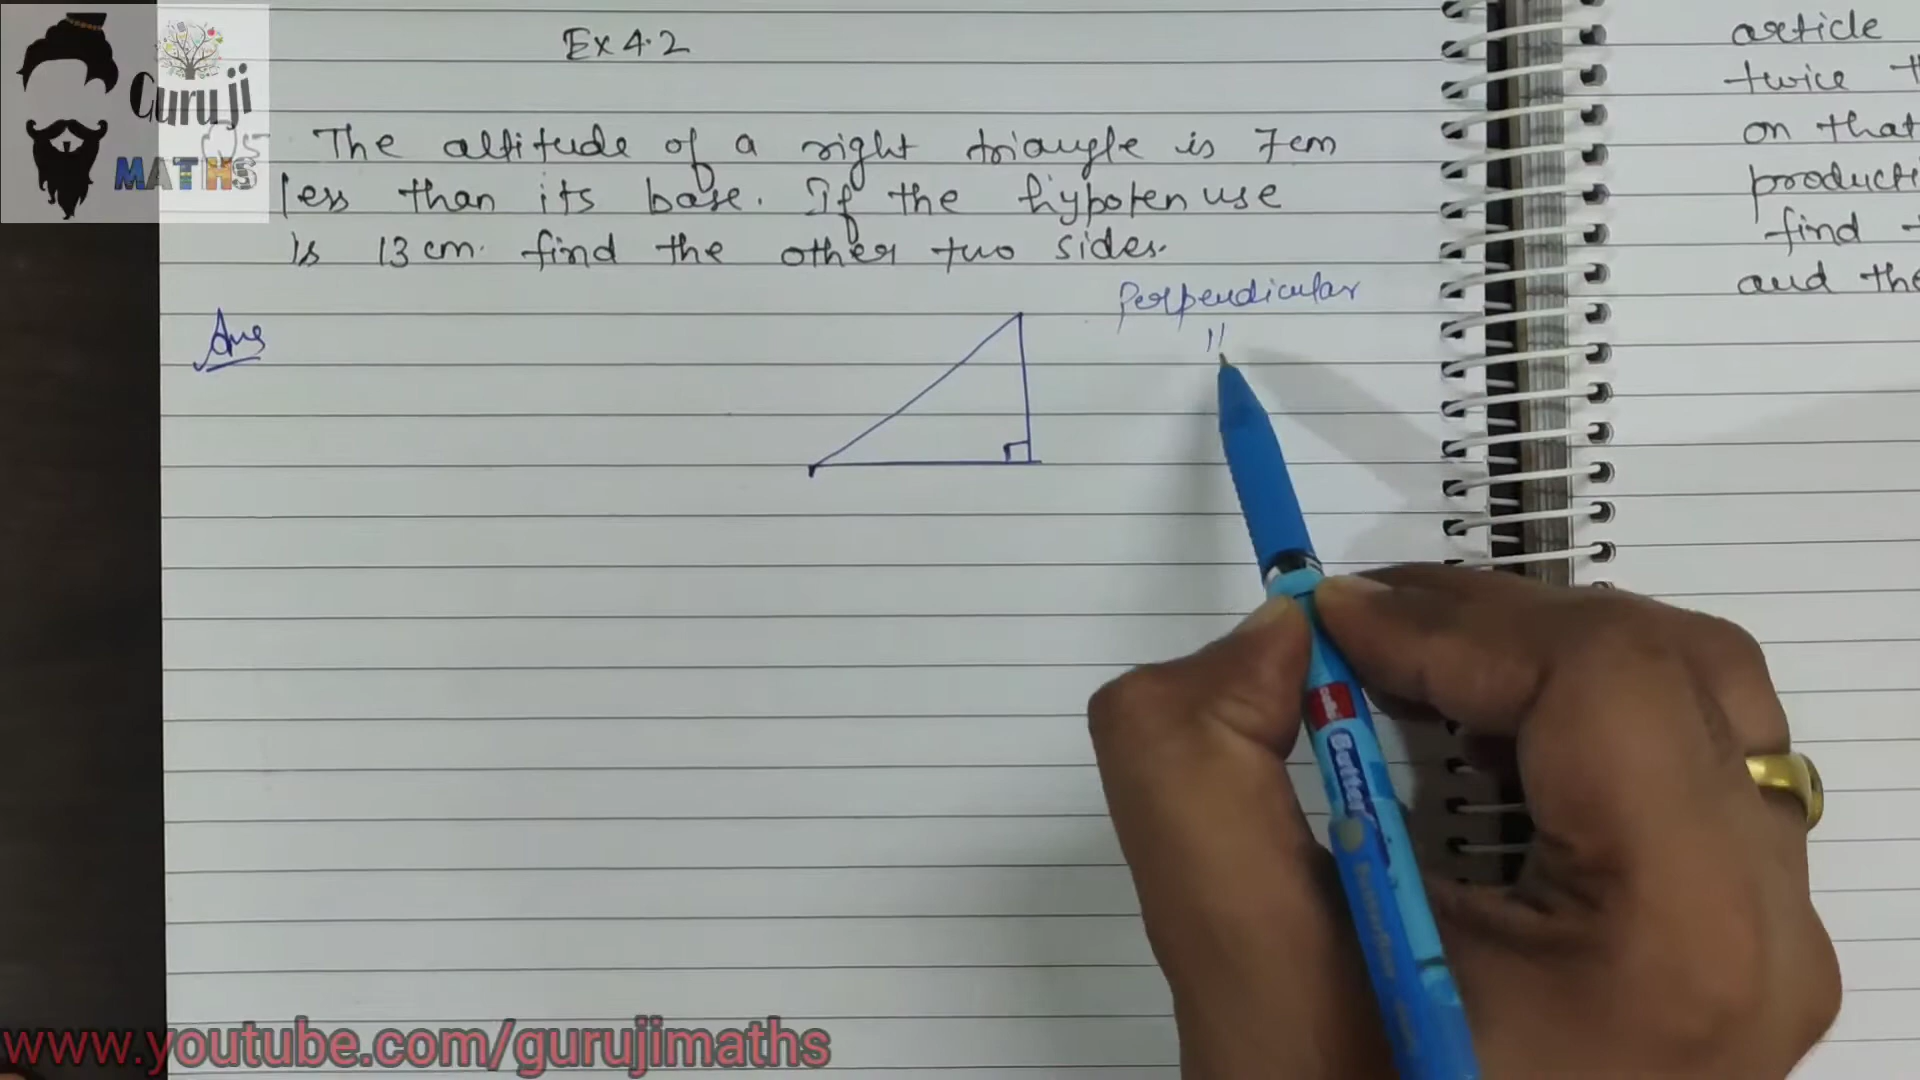 Ex 4.2
Guruji
MATHS
The altitude of a right triangle is 7cm
less than its base. If the hypotenuse
is 13 cm. find the other two sides.
Perpendicular
Ans
article
twice
on that
producti
find
and the
www.youtube.com/gurujimaths